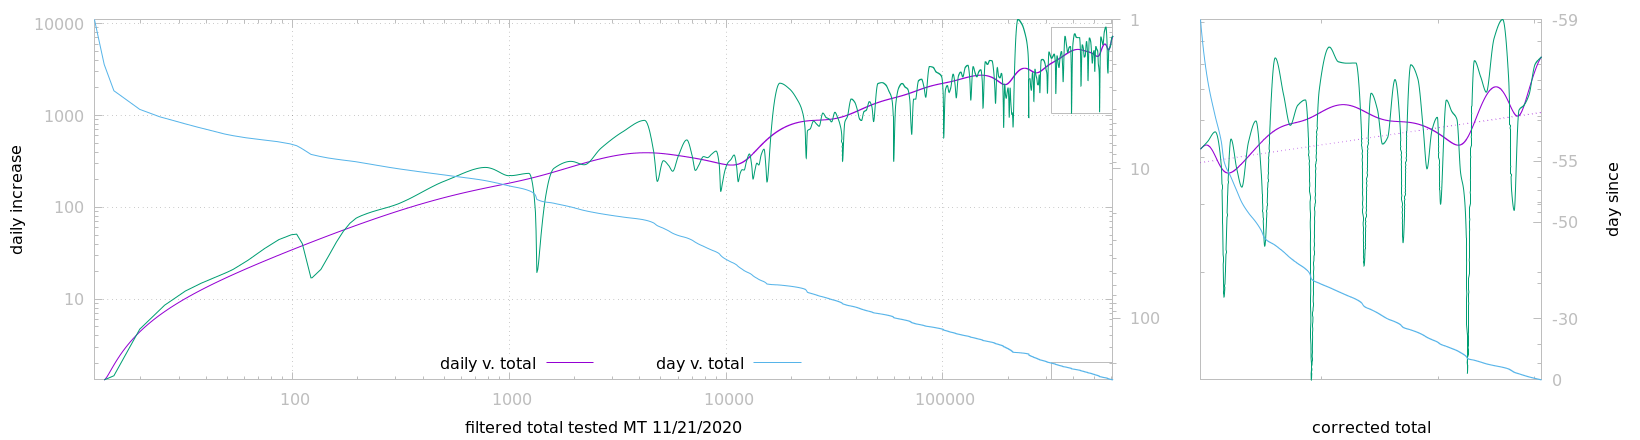 10000
1000
100
10
daily increase
100
1000
10000
100000
filtered total tested MT 11/21/2020
daily v. total
day v. total
1
10
100
corrected total
-59
-55
-50
-30
0
day since